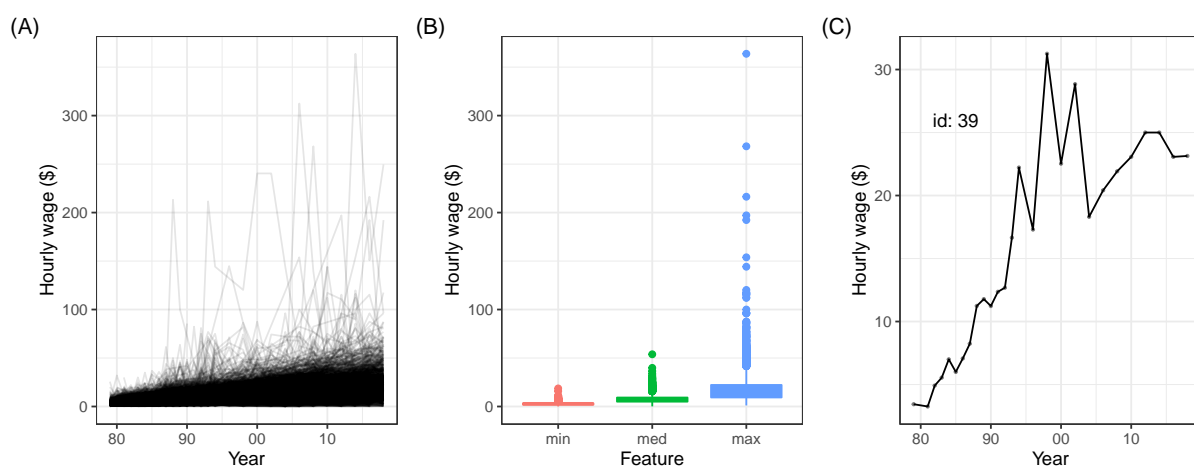 (A)
Hourly wage ($)
300
200
100
0
80 90 00 10
Year
(B)
Hourly wage ($)
300
200
100
0
min med max
Feature
(C)
Hourly wage ($)
30
20
10
id: 39
80 90 00 10
Year